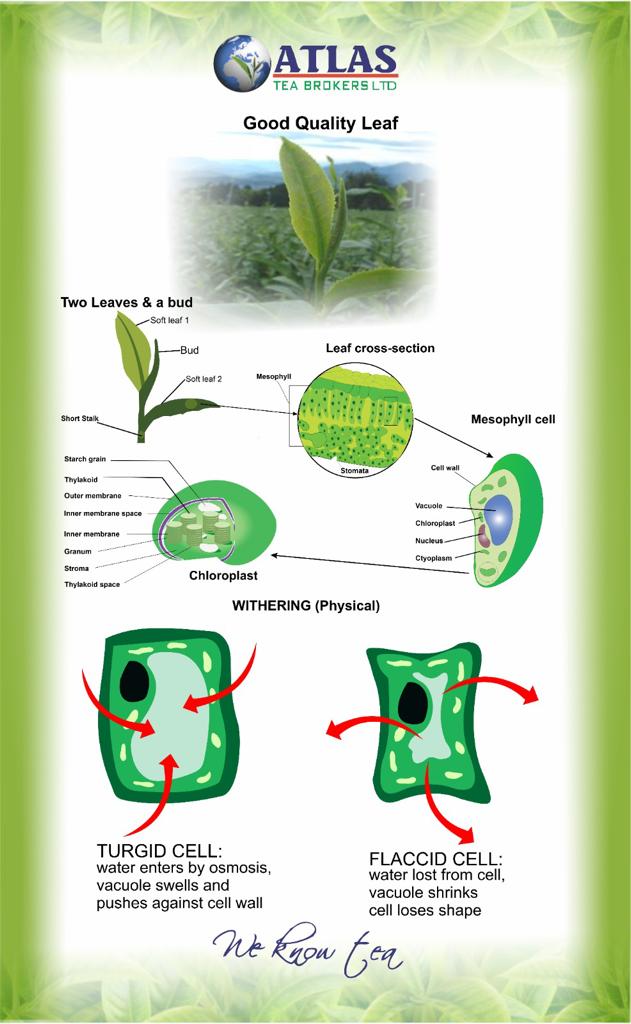 ATLAS
TEA BROKERS LTD
Good Quality Leaf
Two Leaves & a bud
Soft leaf 1
Bud
Soft leaf 2
Short Stalk
Leaf cross-section
Mesophyll
Stomata
Mesophyll cell
Cell wall
Vacuole
Chloroplast
Nucleus
Ctyoplasm
Starch grain
Thylakoid
Outer membrane
Inner membrane space
Inner membrane
Granum
Stroma
Thylakoid space
Chloroplast
WITHERING (Physical)
TURGID CELL:
water enters by osmosis,
vacuole swells and
pushes against cell wall
FLACCID CELL:
water lost from cell,
vacuole shrinks
cell loses shape
We know tea